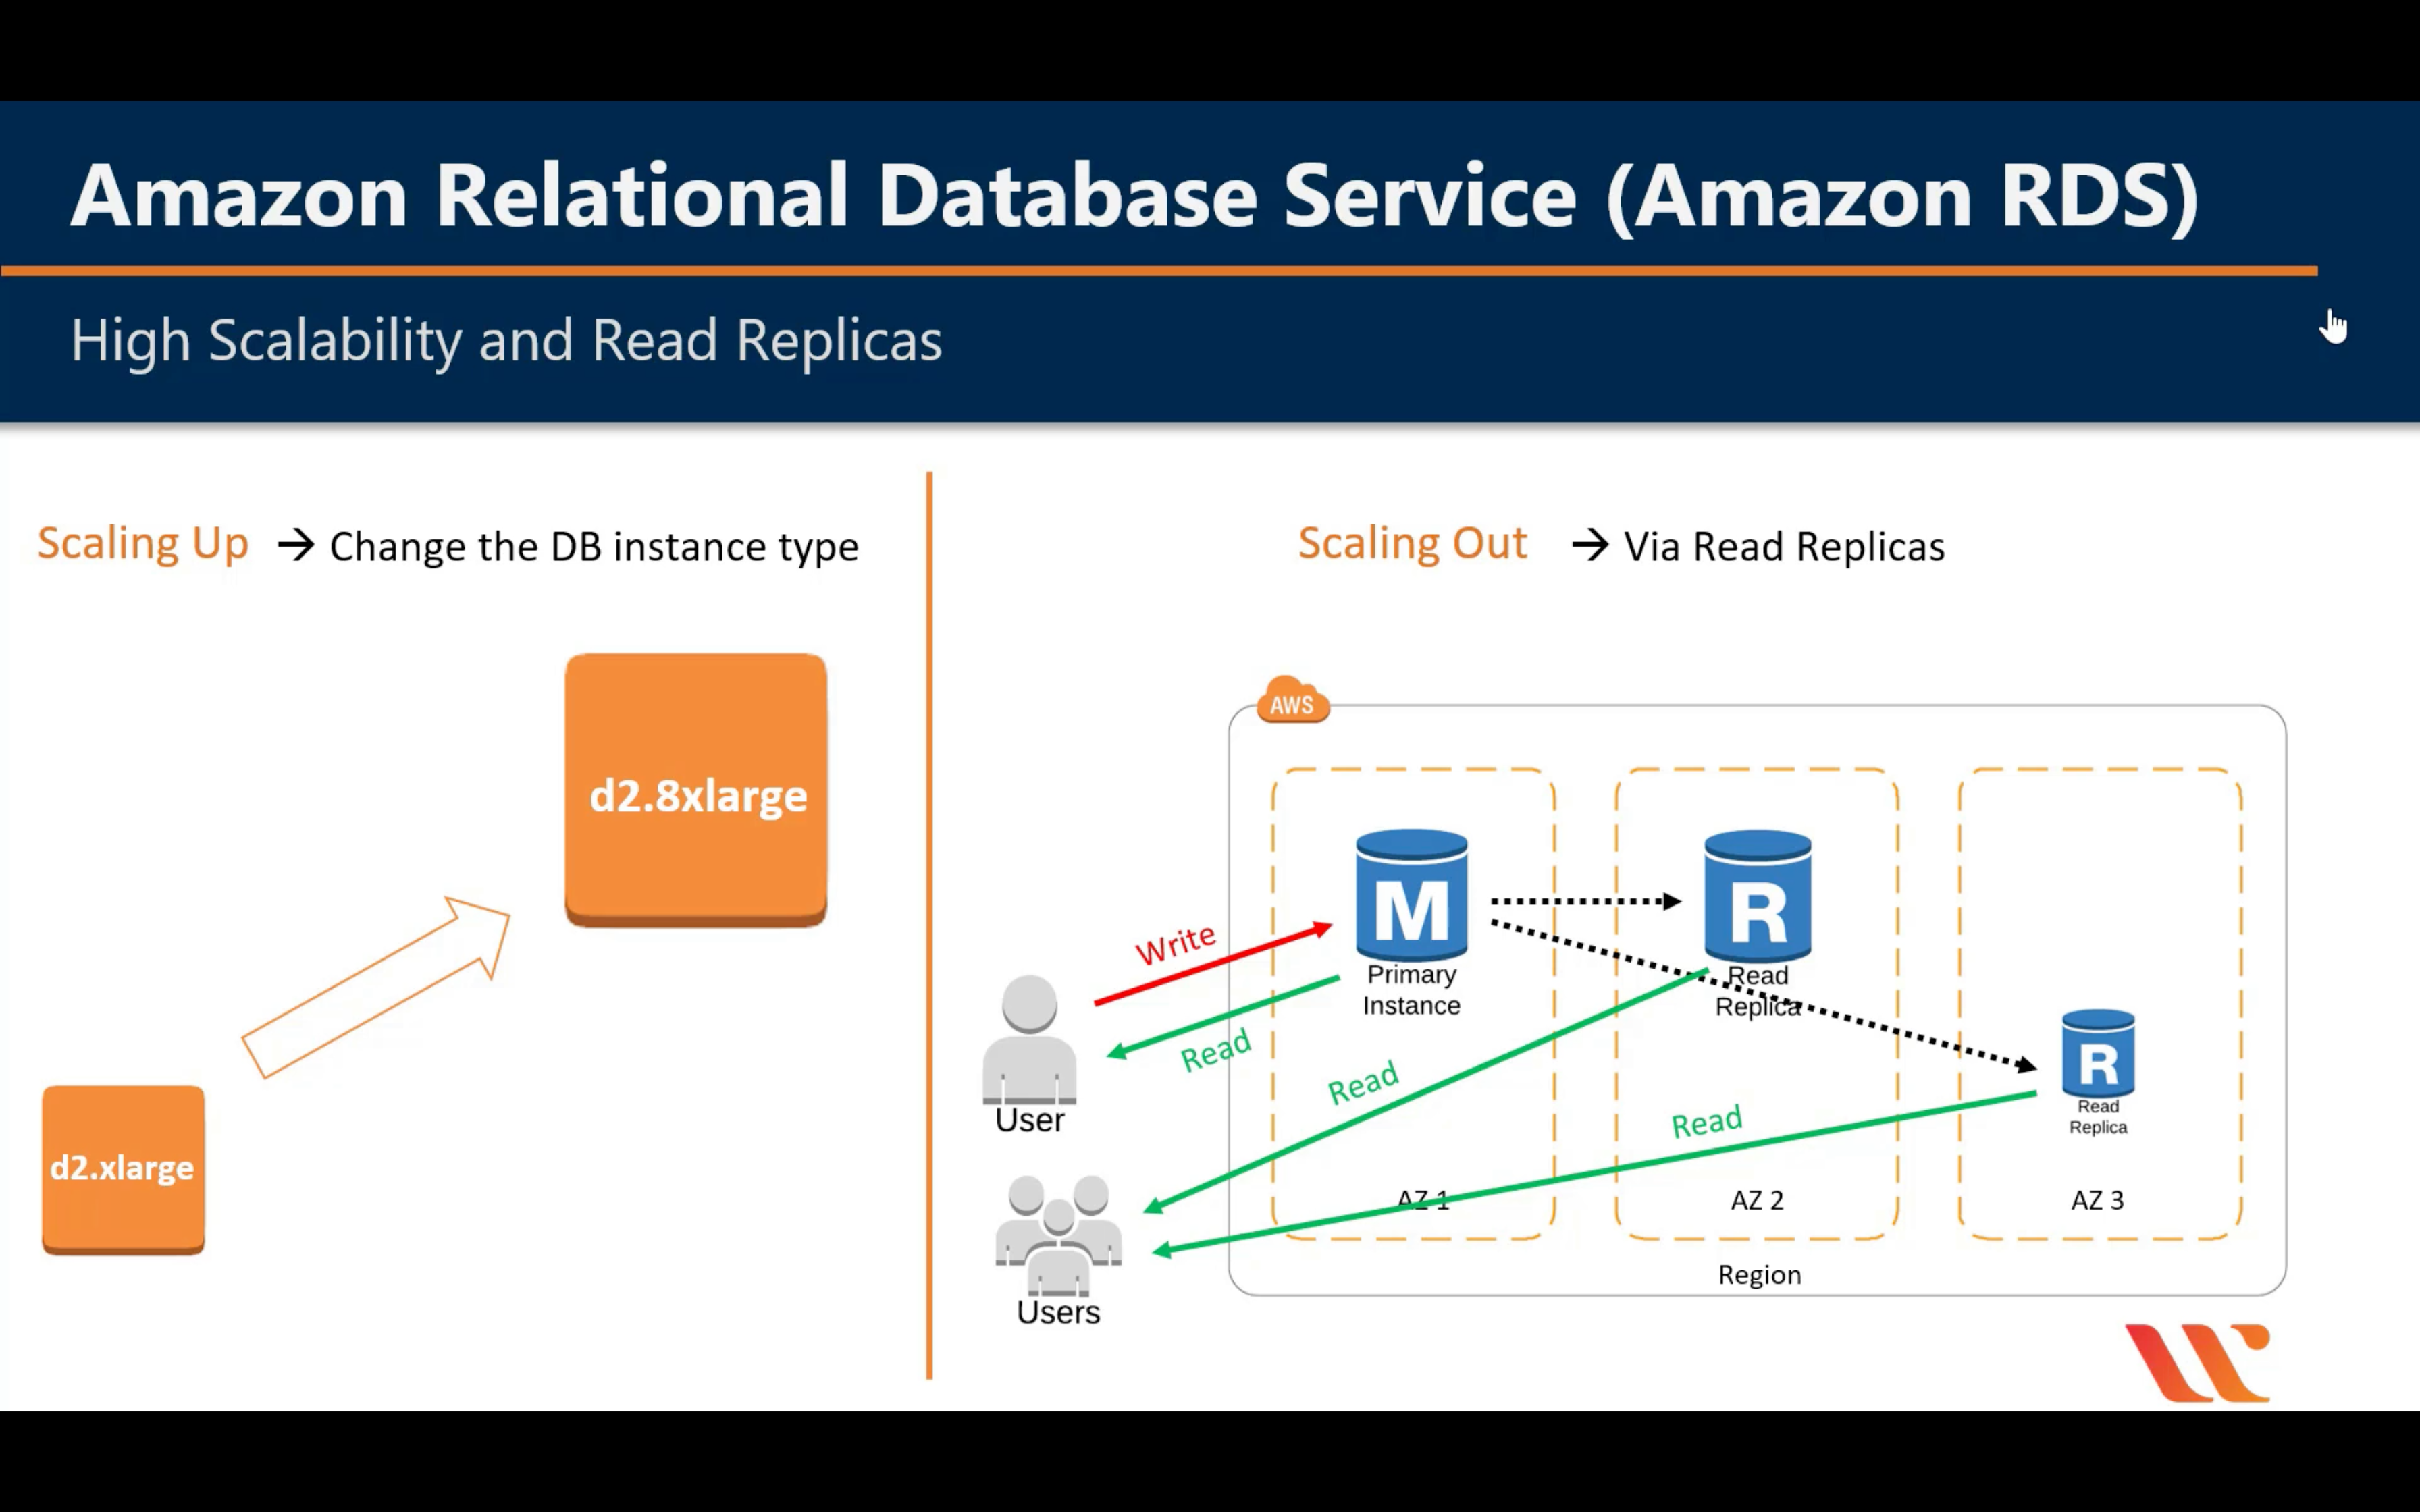 Amazon Relational Database Service (Amazon RDS)
High Scalability and Read Replicas
Scaling Up → Change the DB instance type
d2.8xlarge
d2.xlarge
Scaling Out → Via Read Replicas
AWS
M
Primary
Instance
R
Read
Replica
R
Read
Replica
Write
Read
Read
Read
User
Users
AZ 1
AZ 2
AZ 3
Region